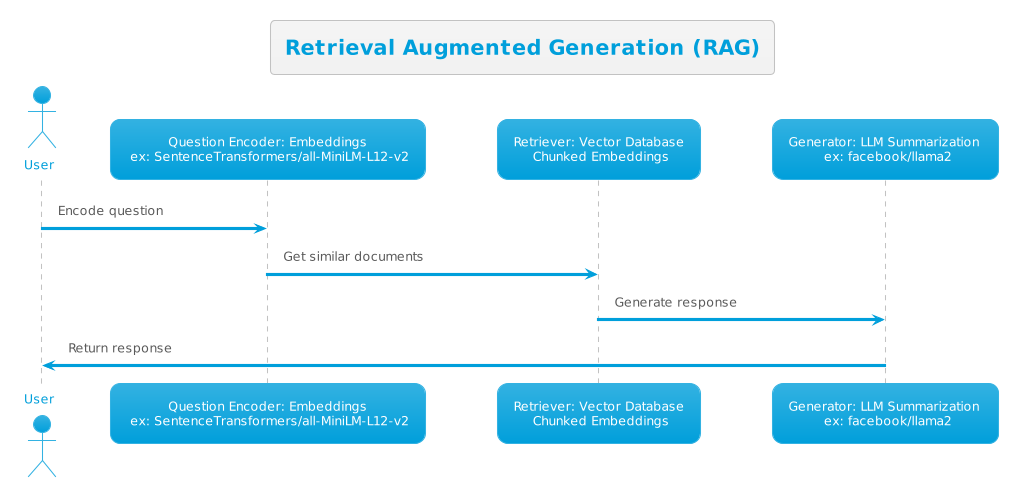 Retrieval Augmented Generation (RAG)
User
Question Encoder: Embeddings
ex: SentenceTransformers/all-MiniLM-L12-v2
Retriever: Vector Database
Chunked Embeddings
Generator: LLM Summarization
ex: facebook/llama2
Encode question
Get similar documents
Generate response
Return response
User
Question Encoder: Embeddings
ex: SentenceTransformers/all-MiniLM-L12-v2
Retriever: Vector Database
Chunked Embeddings
Generator: LLM Summarization
ex: facebook/llama2